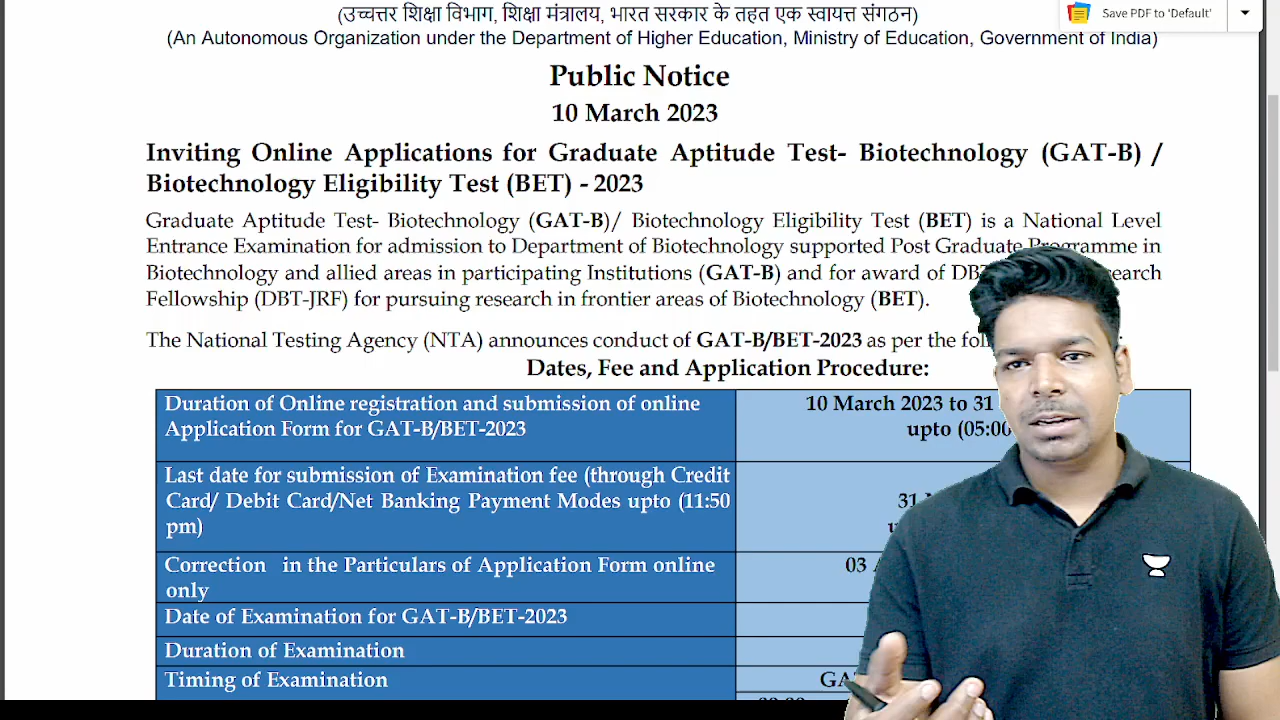 (उच्चतर शिक्षा विभाग, शिक्षा मंत्रालय, भारत सरकार के तहत एक स्वायत्त संगठन)
Save PDF to 'Default'
(An Autonomous Organization under the Department of Higher Education, Ministry of Education, Government of India)
Public Notice
10 March 2023
Inviting Online Applications for Graduate Aptitude Test- Biotechnology (GAT-B) /
Biotechnology Eligibility Test (BET) - 2023
Graduate Aptitude Test- Biotechnology (GAT-B)/ Biotechnology Eligibility Test (BET) is a National Level
Entrance Examination for admission to Department of Biotechnology supported Post Graduate Programme in
Biotechnology and allied areas in participating Institutions (GAT-B) and for award of
Fellowship (DBT-JRF) for pursuing research in frontier areas of Biotechnology (BET).
The National Testing Agency (NTA) announces conduct of GAT-B/BET-2023 as per the
Dates, Fee and Application Procedure:
Duration of Online registration and submission of online
Application Form for GAT-B/BET-2023
10 March 2023 to 31
upto (05:00
Last date for submission of Examination fee (through Credit
Card/ Debit Card/Net Banking Payment Modes upto (11:50
pm)
31
Correction in the Particulars of Application Form online
only
03
Date of Examination for GAT-B/BET-2023
Duration of Examination
Timing of Examination